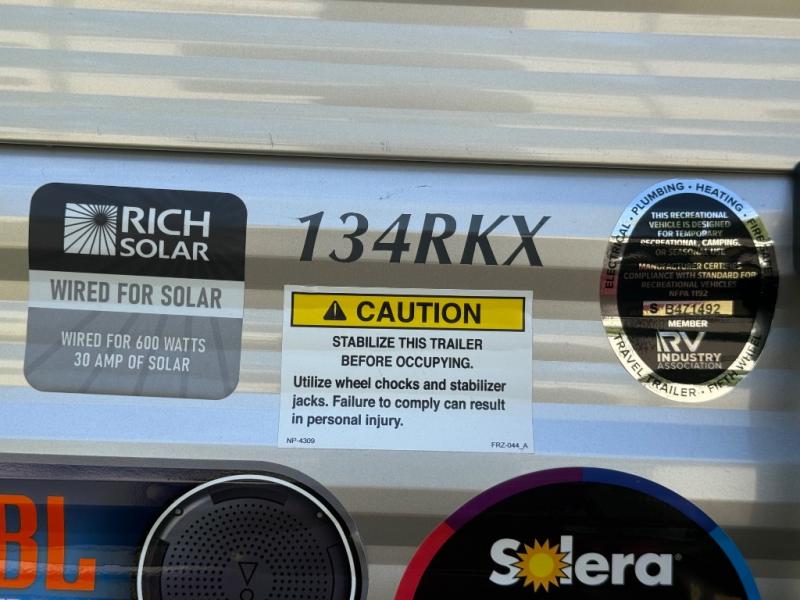 RICH
SOLAR
WIRED FOR SOLAR
WIRED FOR 600 WATTS
30 AMP OF SOLAR
134RKX
CAUTION
STABILIZE THIS TRAILER
BEFORE OCCUPYING.
Utilize wheel chocks and stabilizer
jacks. Failure to comply can result
in personal injury.
NP-4309
FRZ-044_A
ELECTRICAL · PLUMBING · HEATING · FIRE
THIS RECREATIONAL
VEHICLE IS DESIGNED
FOR TEMPORARY
RECREATIONAL, CAMPING,
OR SEASONAL USE
MANUFACTURER CERTIFIES
COMPLIANCE WITH STANDARD FOR
RECREATIONAL VEHICLES
NFPA 1192
S B471492
MEMBER
RV
INDUSTRY
ASSOCIATION
TRAVEL TRAILER · FIFTH WHEEL
BL
Solera®